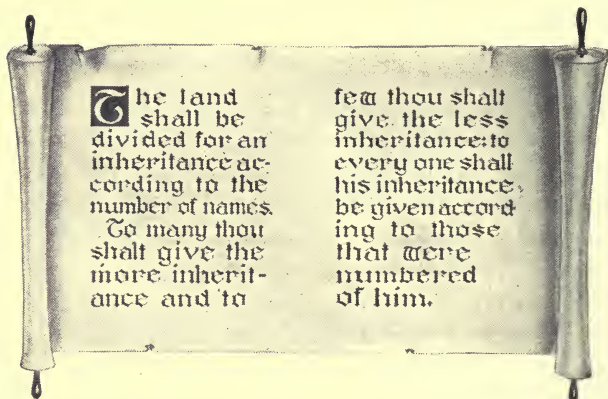 The land
shall be
divided for an
inheritance ac-
cording to the
number of names.
To many thou
shalt give the
more inherit-
ance and to
few thou shalt
give the less
inheritance: to
every one shall
his inheritance
be given accord-
ing to those
that were
numbered
of him.